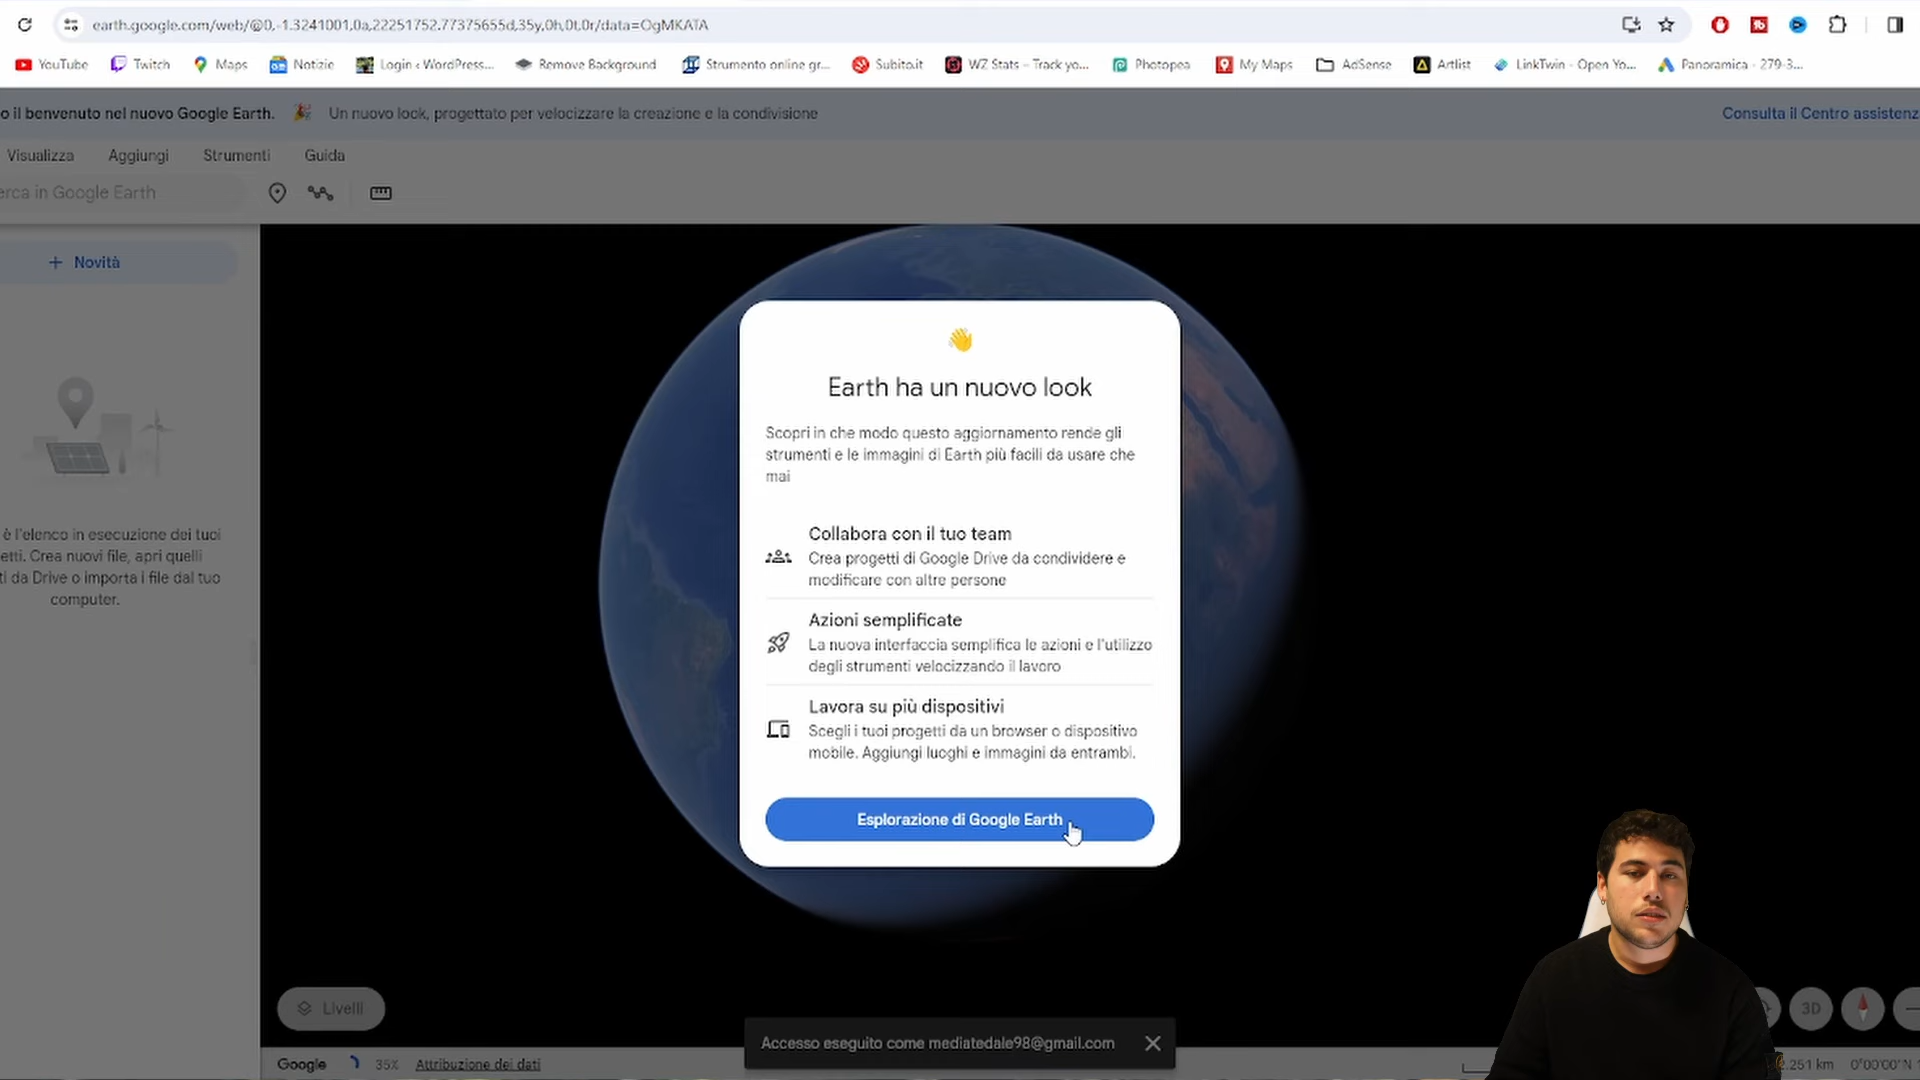 earth.google.com/web/@0,-1.3241001,0a,22251752.77375655d,35y,0h,0t,0r/data=OgMKATA
YouTube Twitch Maps Notizie Login ‹ WordPress... Remove Background Strumento online gr... Subito.it WZ Stats – Track yo... Photopea My Maps AdSense Artlist LinkTwin - Open Yo... Panoramica - 279-3...
o il benvenuto nel nuovo Google Earth. Un nuovo look, progettato per velocizzare la creazione e la condivisione Consulta il Centro assistenz
Visualizza Aggiungi Strumenti Guida
erca in Google Earth
Novità
è l'elenco in esecuzione dei tuoi
etti. Crea nuovi file, apri quelli
ti da Drive o importa i file dal tuo
computer.
Earth ha un nuovo look
Scopri in che modo questo aggiornamento rende gli
strumenti e le immagini di Earth più facili da usare che
mai
Collabora con il tuo team
Crea progetti di Google Drive da condividere e
modificare con altre persone
Azioni semplificate
La nuova interfaccia semplifica le azioni e l'utilizzo
degli strumenti velocizzando il lavoro
Lavora su più dispositivi
Scegli i tuoi progetti da un browser o dispositivo
mobile. Aggiungi luoghi e immagini da entrambi.
Esplorazione di Google Earth
Livelli
3D
Accesso eseguito come mediatedale98@gmail.com
Google 35% Attribuzione dei dati
.251 km 0°00'00"N